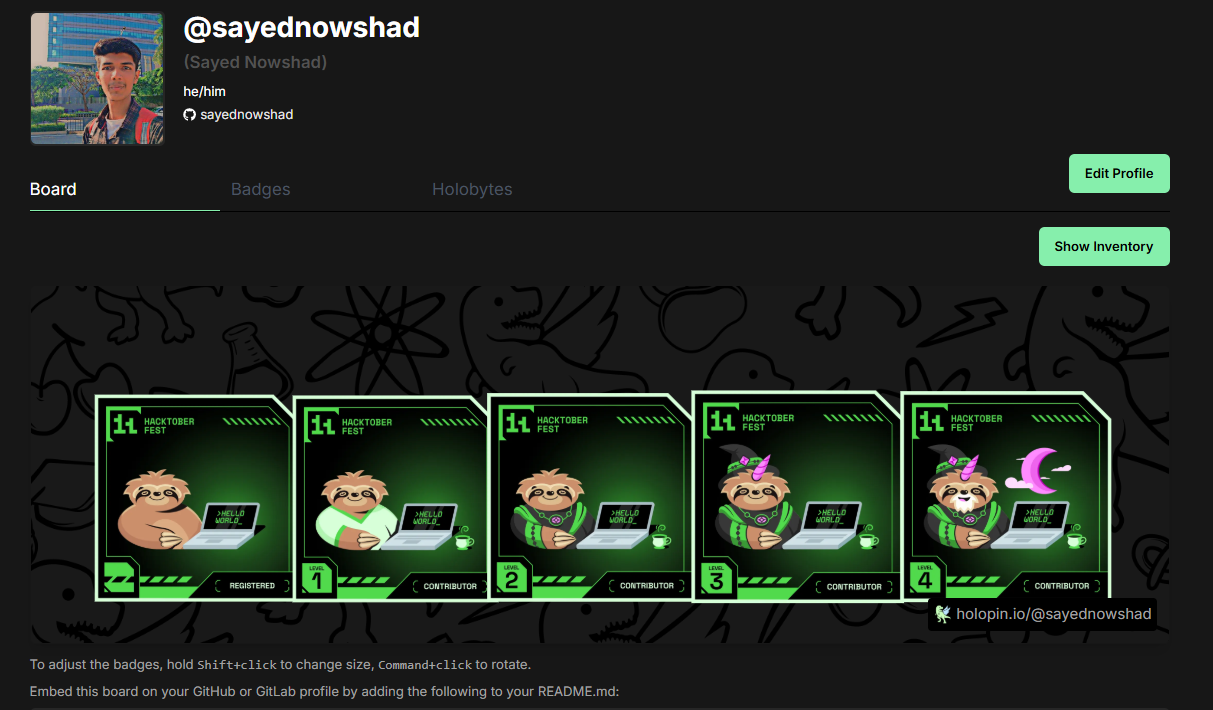 @sayednowshad
(Sayed Nowshad)
he/him
sayednowshad
Edit Profile
Board Badges Holobytes
Show Inventory
HACKTOBER
FEST
>HELLO
WORLD_
REGISTERED
HACKTOBER
FEST
>HELLO
WORLD_
LEVEL
1
CONTRIBUTOR
HACKTOBER
FEST
>HELLO
WORLD_
LEVEL
2
CONTRIBUTOR
HACKTOBER
FEST
>HELLO
WORLD_
LEVEL
3
CONTRIBUTOR
HACKTOBER
FEST
>HELLO
WORLD_
LEVEL
4
CONTRIBUTOR
holopin.io/@sayednowshad
To adjust the badges, hold Shift+click to change size, Command+click to rotate.
Embed this board on your GitHub or GitLab profile by adding the following to your README.md: